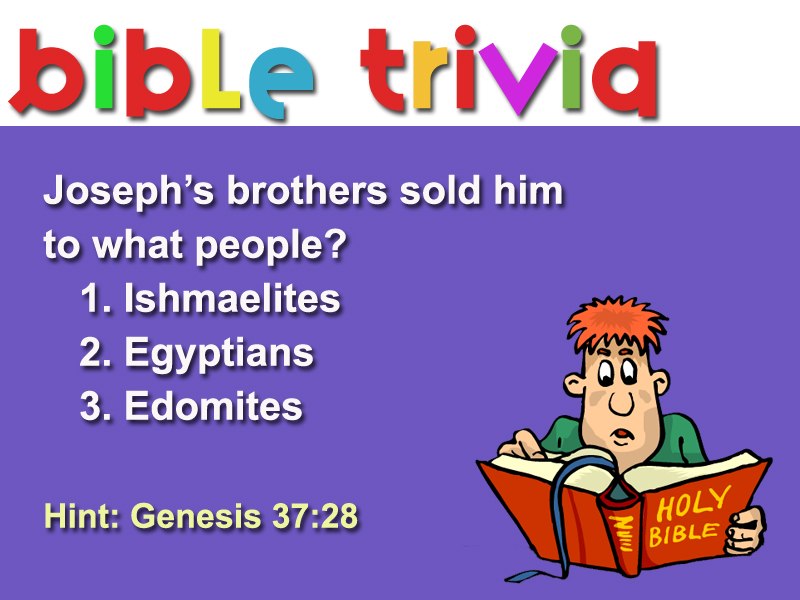 bible trivia
Joseph’s brothers sold him
to what people?
1. Ishmaelites
2. Egyptians
3. Edomites
Hint: Genesis 37:28
HOLY
BIBLE